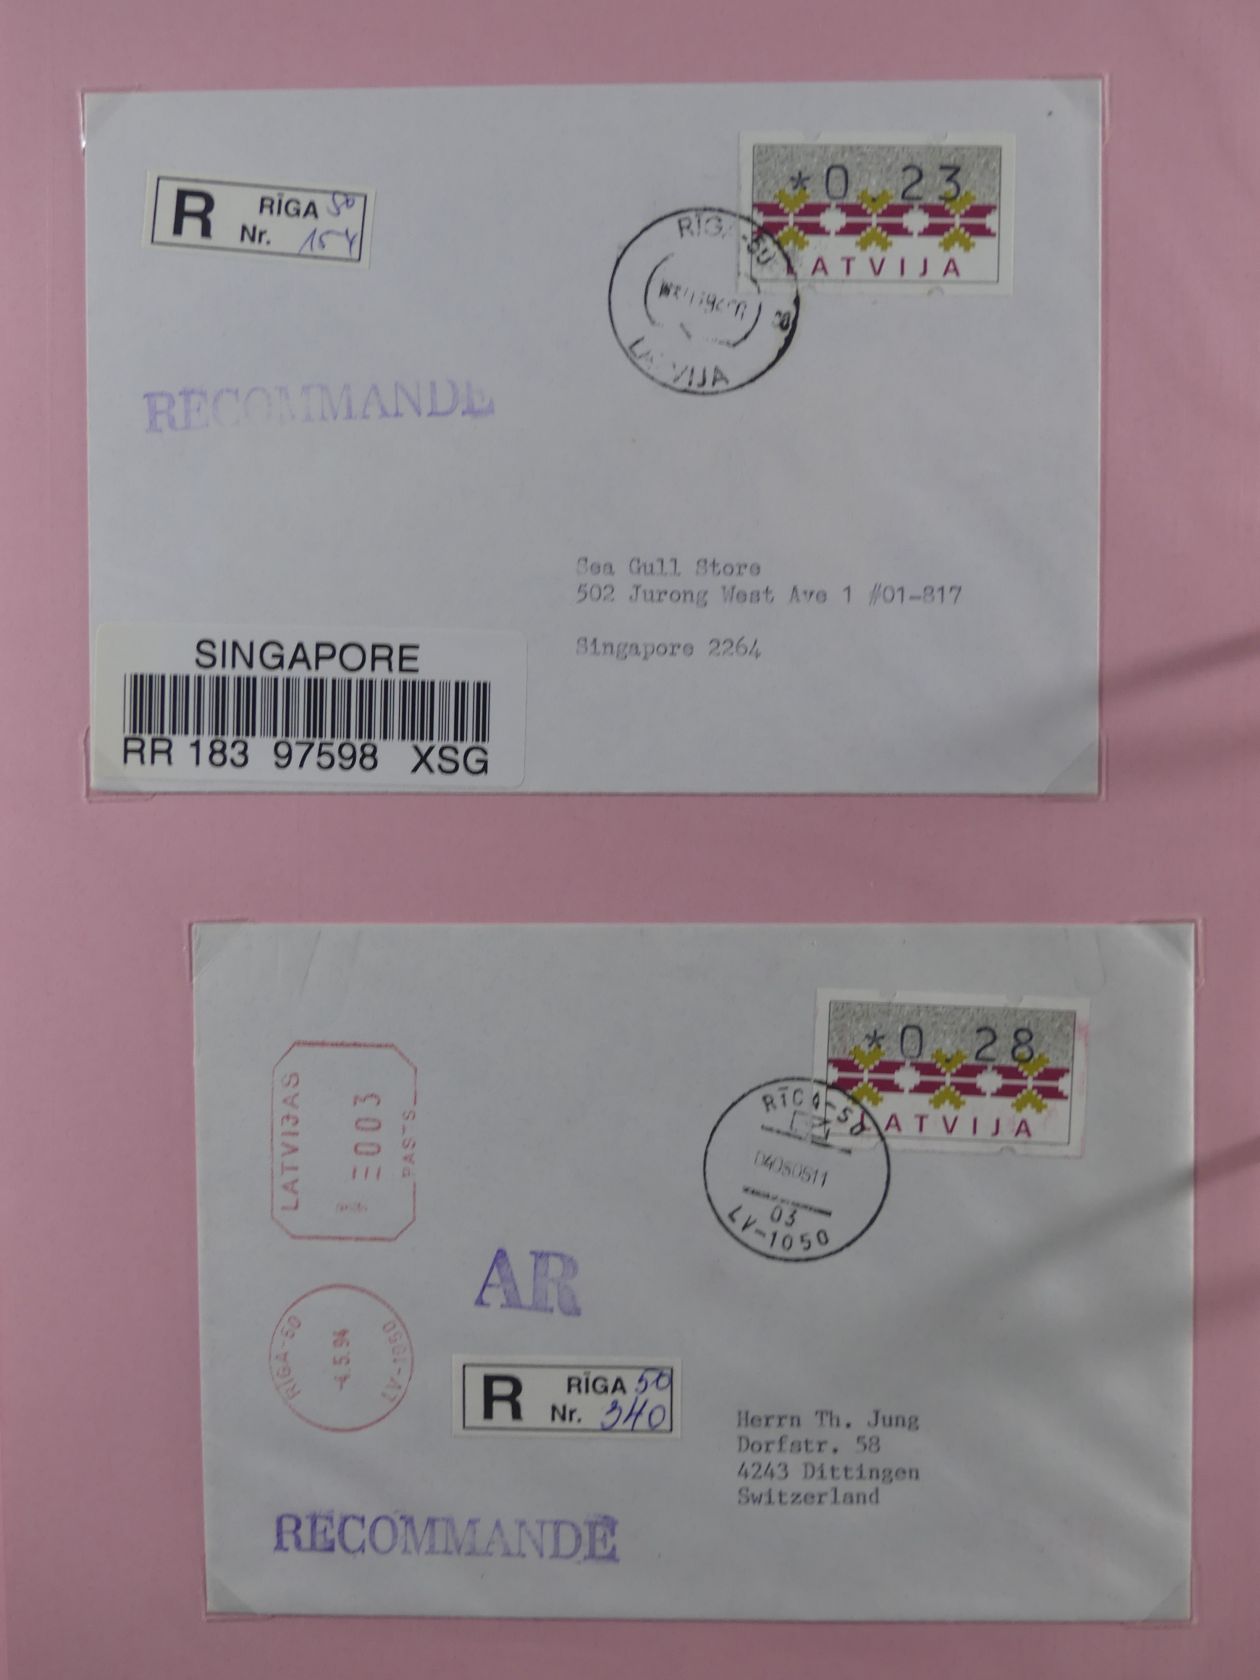 *0.23
LATVIJA
R RĪGA 50
Nr. 154
RĪGA-50
LATVIJA
RECOMMANDE
Sea Gull Store
502 Jurong West Ave 1 #01-817
Singapore 2264
SINGAPORE
RR 183 97598 XSG
*0.28
LATVIJA
LATVIJAS
003
PASTS
RĪGA-50
03
LV-1050
AR
RĪGA-50
-4.5.94
LV-1050
R RĪGA 50
Nr. 340
Herrn Th. Jung
Dorfstr. 58
4243 Dittingen
Switzerland
RECOMMANDE